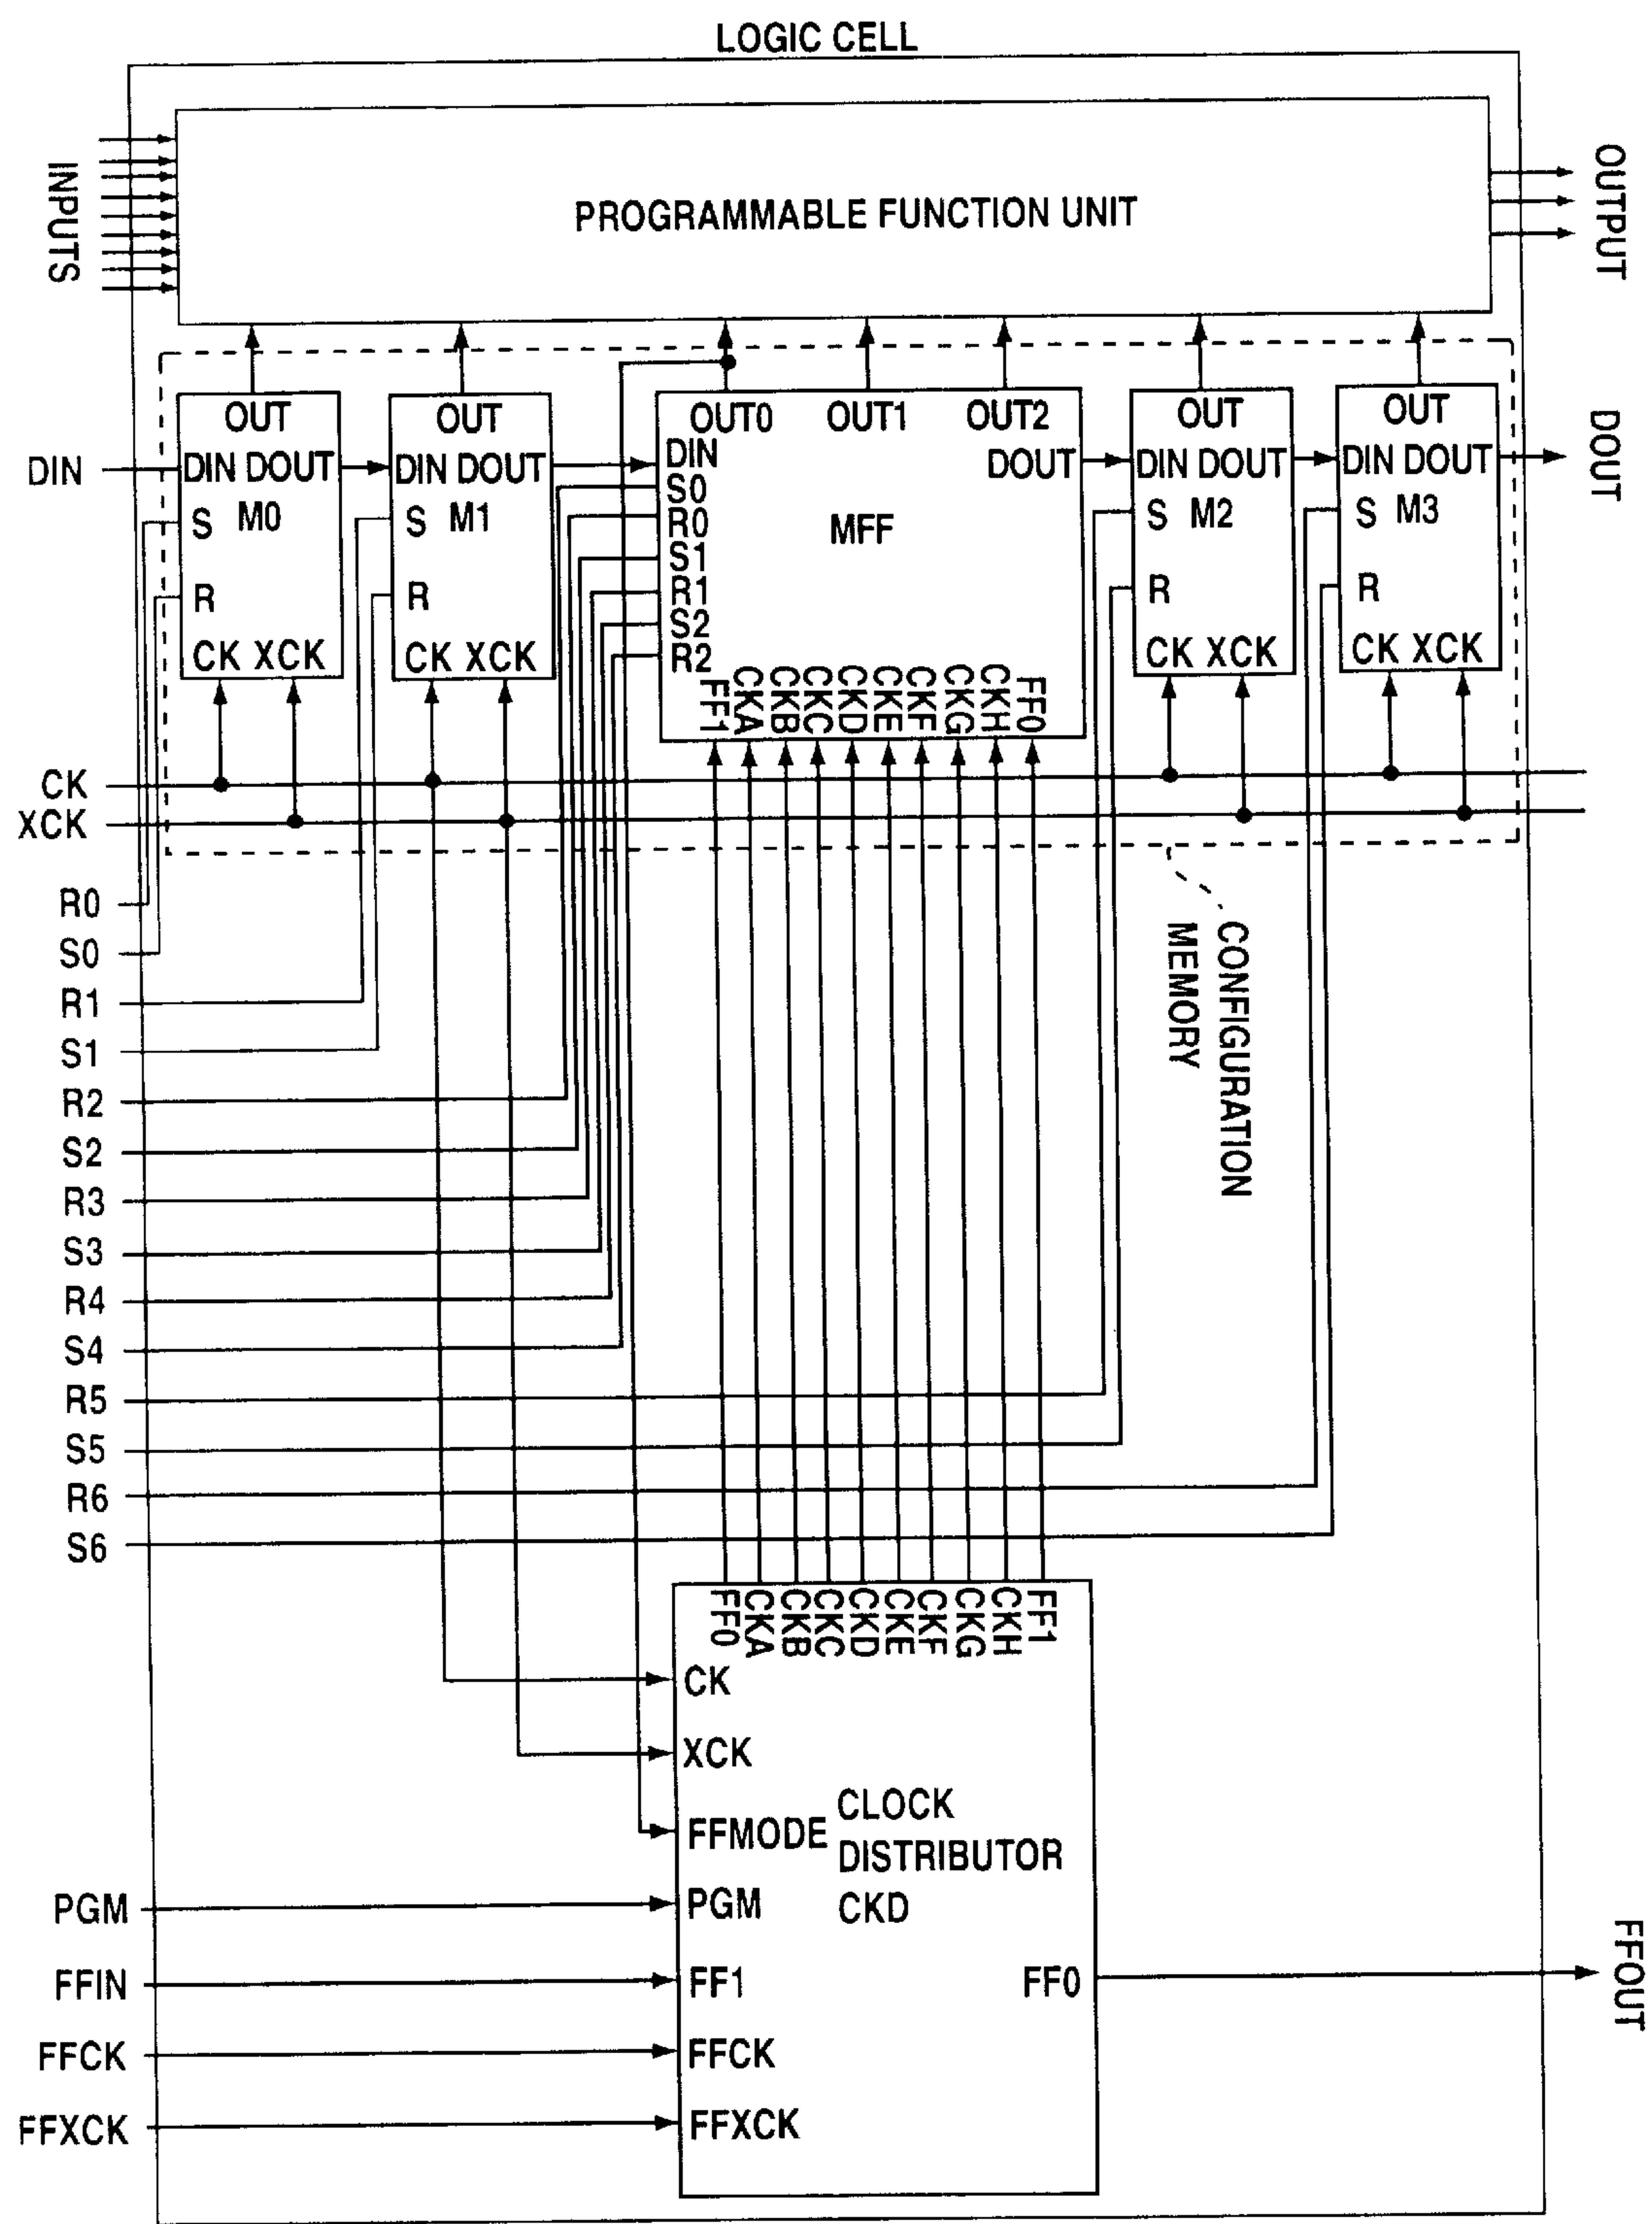 LOGIC CELL
INPUTS
PROGRAMMABLE FUNCTION UNIT
OUTPUT
DIN
OUT
DIN DOUT
S M0
R
CK XCK
OUT
DIN DOUT
S M1
R
CK XCK
OUT0 OUT1 OUT2
DIN
DOUT
S0
R0
S1
R1
S2
R2
MFF
FF1
CKA
CKB
CKC
CKD
CKE
CKF
CKG
CKH
FF0
OUT
DIN DOUT
S M2
R
CK XCK
OUT
DIN DOUT
S M3
R
CK XCK
DOUT
CK
XCK
CONFIGURATION
MEMORY
R0
S0
R1
S1
R2
S2
R3
S3
R4
S4
R5
S5
R6
S6
FF0
CKA
CKB
CKC
CKD
CKE
CKF
CKG
CKH
FF1
CK
XCK
FFMODE
PGM
FF1
FFCK
FFXCK
CLOCK
DISTRIBUTOR
CKD
FF0
PGM
FFIN
FFCK
FFXCK
FFOUT